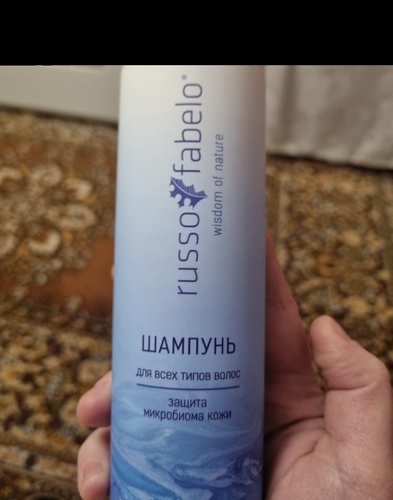 russo fabelo®
wisdom of nature
ШАМПУНЬ
для всех типов волос
защита
микробиома кожи